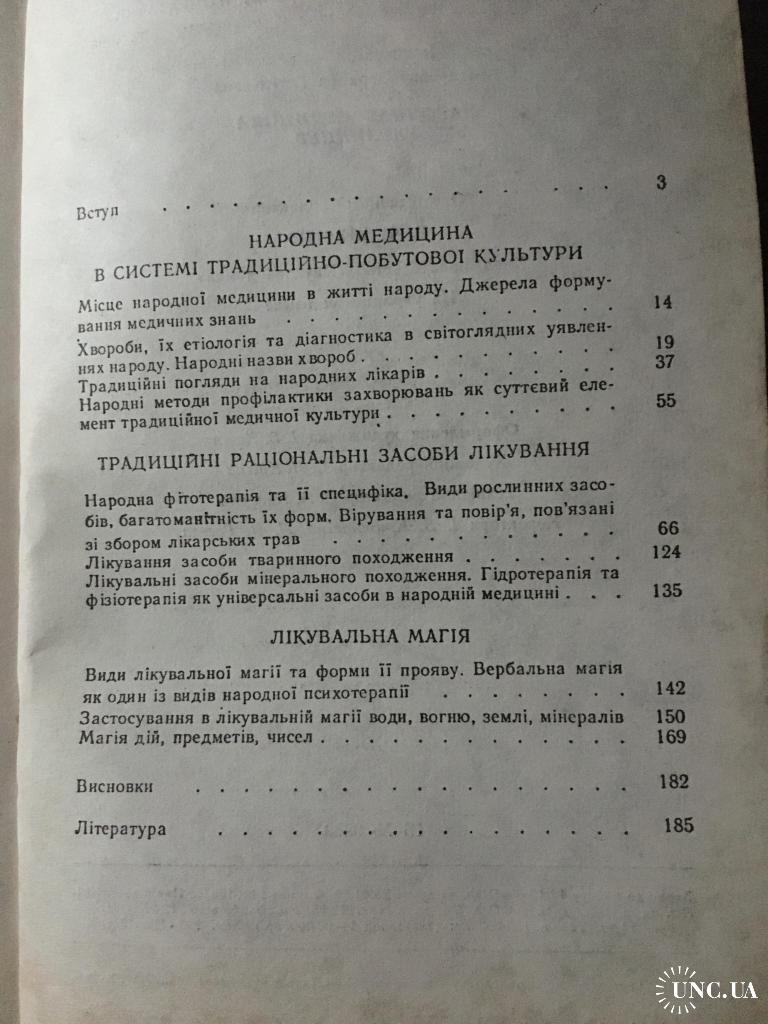 Вступ . . . . . . . . . . . . . . . . 3
НАРОДНА МЕДИЦИНА
В СИСТЕМІ ТРАДИЦІЙНО-ПОБУТОВОЇ КУЛЬТУРИ
Місце народної медицини в житті народу. Джерела форму-
вання медичних знань . . . . . . . . . . . . 14
Хвороби, їх етіологія та діагностика в світоглядних уявлен-
нях народу. Народні назви хвороб . . . . . . . . . . 19
Традиційні погляди на народних лікарів . . . . . . . 37
Народні методи профілактики захворювань як суттєвий еле-
мент традиційної медичної культури . . . . . . . . . 55
ТРАДИЦІЙНІ РАЦІОНАЛЬНІ ЗАСОБИ ЛІКУВАННЯ
Народна фітотерапія та її специфіка. Види рослинних засо-
бів, багатоманітність їх форм. Вірування та повір'я, пов'язані
зі збором лікарських трав . . . . . . . . . . . 66
Лікування засоби тваринного походження . . . . . . 124
Лікувальні засоби мінерального походження. Гідротерапія та
фізіотерапія як універсальні засоби в народній медицині . . . 135
ЛІКУВАЛЬНА МАГІЯ
Види лікувальної магії та форми її прояву. Вербальна магія
як один із видів народної психотерапії . . . . . . . 142
Застосування в лікувальній магії води, вогню, землі, мінералів 150
Магія дій, предметів, чисел . . . . . . . . . . . . 169
Висновки . . . . . . . . . . . . . . . . 182
Література . . . . . . . . . . . . . . . 185
UNC.UA